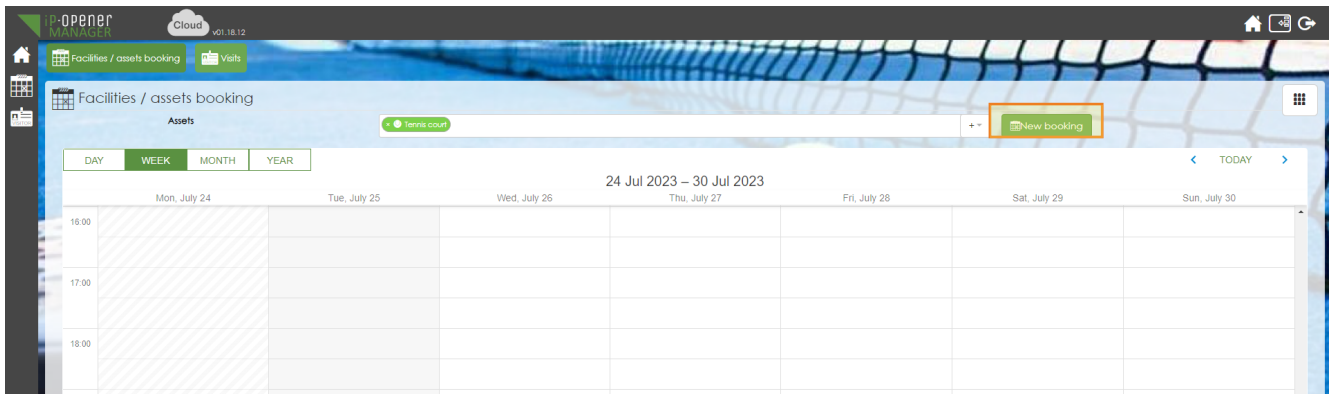 iP-OPENER
MANAGER
Cloud
v01.18.12
Facilities / assets booking
Visits
Facilities / assets booking
Assets
× Tennis court
+
New booking
DAY WEEK MONTH YEAR
TODAY
24 Jul 2023 – 30 Jul 2023
Mon, July 24 Tue, July 25 Wed, July 26 Thu, July 27 Fri, July 28 Sat, July 29 Sun, July 30
16:00
17:00
18:00